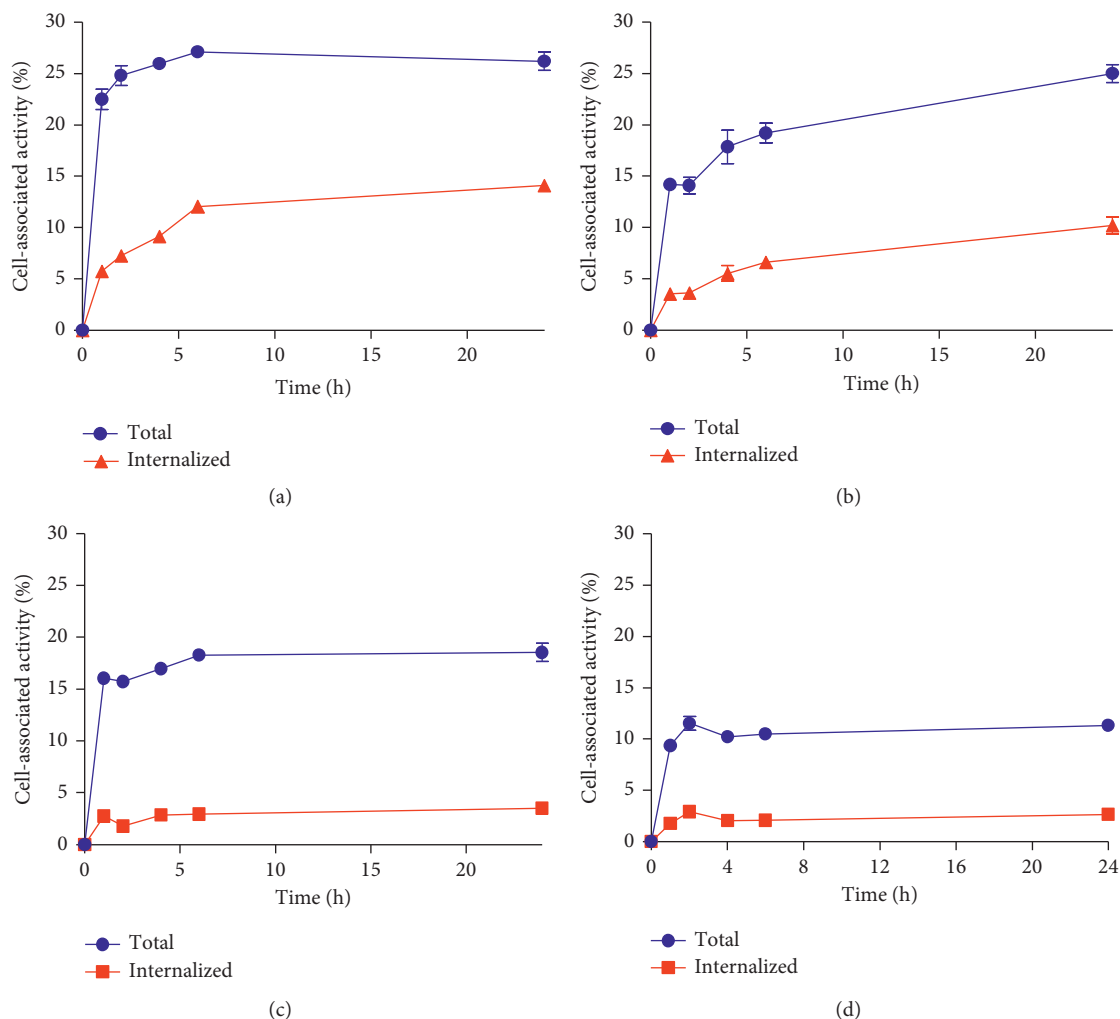 30
25
20
15
10
5
0
Cell-associated activity (%)
0 5 10 15 20
Time (h)
Total
Internalized
(a)
30
25
20
15
10
5
0
Cell-associated activity (%)
0 5 10 15 20
Time (h)
Total
Internalized
(b)
30
25
20
15
10
5
0
Cell-associated activity (%)
0 5 10 15 20
Time (h)
Total
Internalized
(c)
30
25
20
15
10
5
0
Cell-associated activity (%)
0 4 8 12 16 20 24
Time (h)
Total
Internalized
(d)